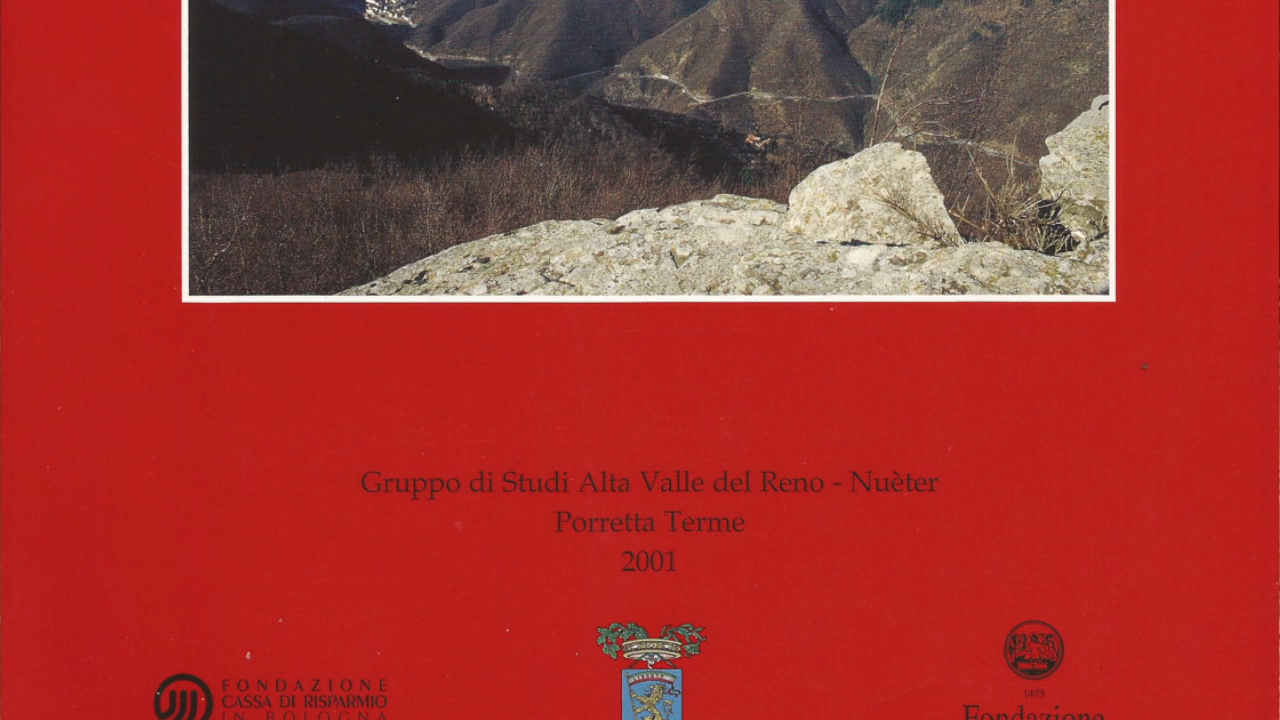 Gruppo di Studi Alta Valle del Reno - Nuèter
Porretta Terme
2001
FONDAZIONE
CASSA DI RISPARMIO
IN BOLOGNA
LIBERTAS
1473
Fondazione